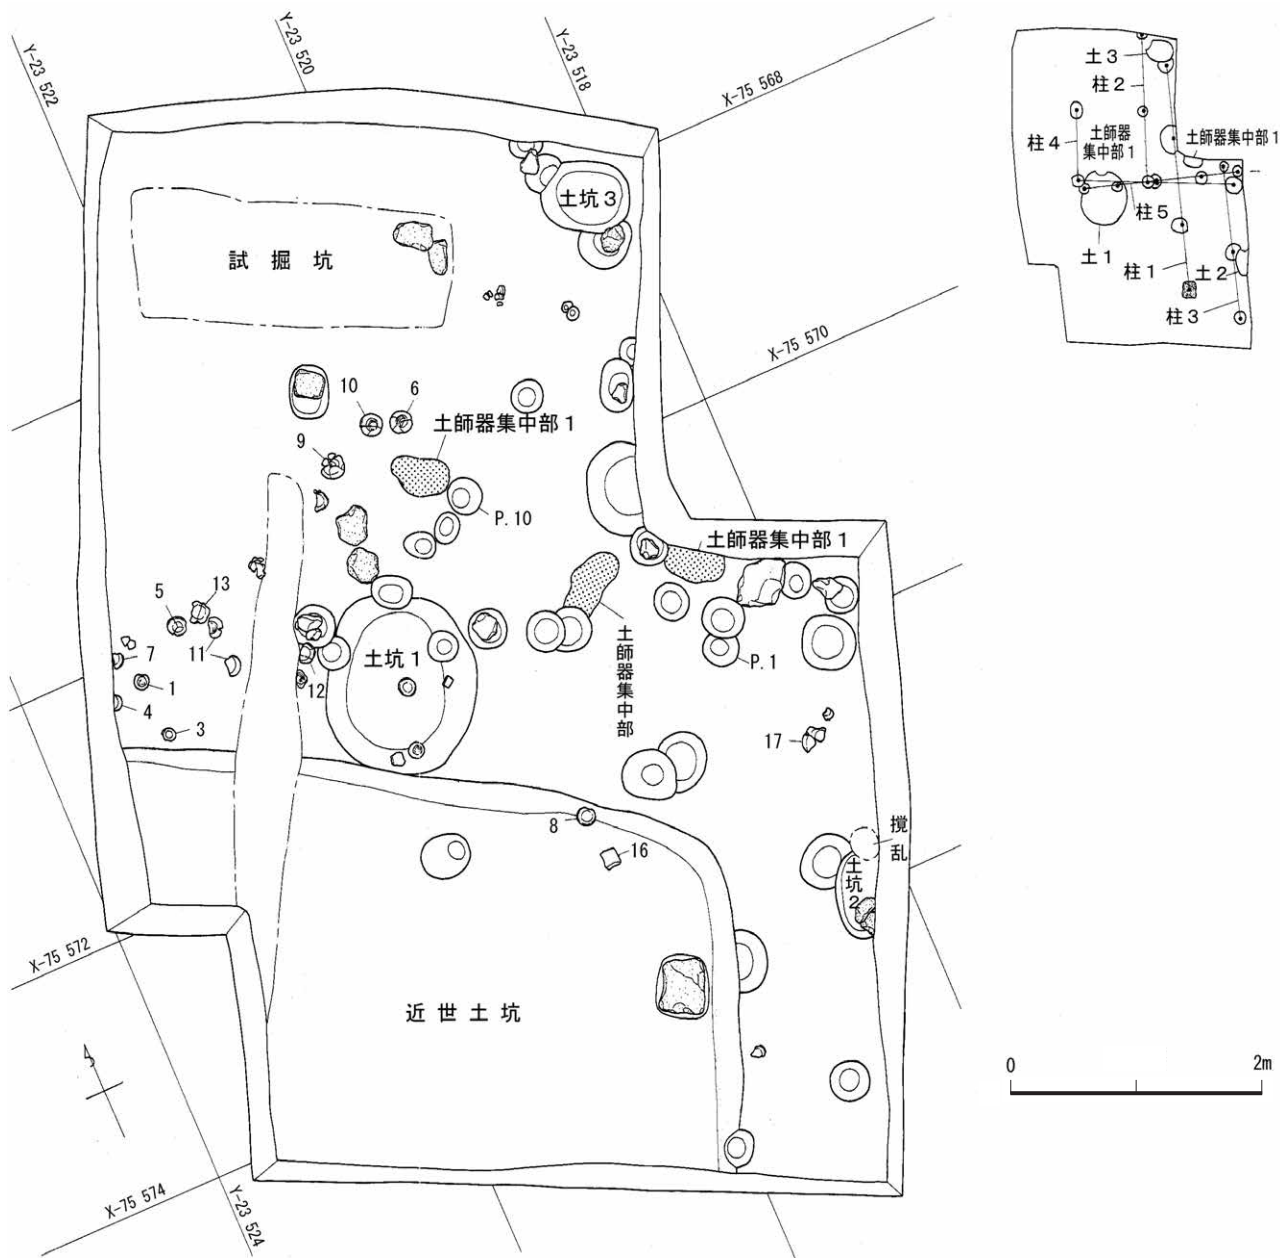 Y-23 522
Y-23 520
Y-23 518
X-75 568
土坑3
試掘坑
X-75 570
10
6
土師器集中部1
9
P.10
土師器集中部1
5
13
11
7
1
4
3
12
土坑1
土師器集中部
P.1
17
8
16
撹乱
土坑2
X-75 572
近世土坑
X-75 574
Y-23 524
土3
柱2
柱4
土師器
集中部1
土師器集中部1
柱5
土1
柱1
土2
柱3
0
2m